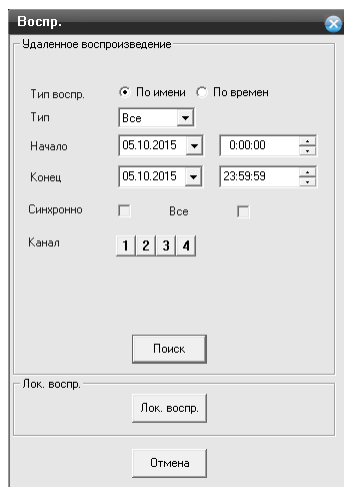 Воспр.
Удаленное воспроизведение
Тип воспр. По имени По времен
Тип Все
Начало 05.10.2015 0:00:00
Конец 05.10.2015 23:59:59
Синхронно Все
Канал 1 2 3 4
Поиск
Лок. воспр.
Лок. воспр.
Отмена